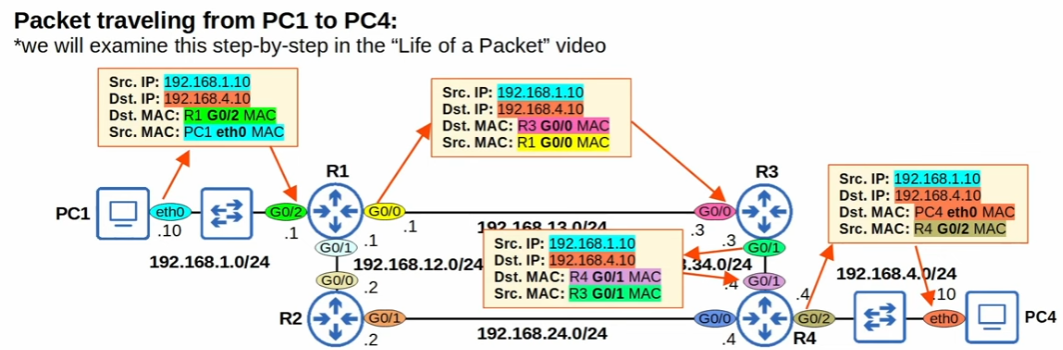 Packet traveling from PC1 to PC4:
*we will examine this step-by-step in the “Life of a Packet” video
Src. IP: 192.168.1.10
Dst. IP: 192.168.4.10
Dst. MAC: R1 G0/2 MAC
Src. MAC: PC1 eth0 MAC
Src. IP: 192.168.1.10
Dst. IP: 192.168.4.10
Dst. MAC: R3 G0/0 MAC
Src. MAC: R1 G0/0 MAC
Src. IP: 192.168.1.10
Dst. IP: 192.168.4.10
Dst. MAC: PC4 eth0 MAC
Src. MAC: R4 G0/2 MAC
R1
R3
PC1
eth0
G0/2
G0/0
G0/0
.10
.1
.1
.3
192.168.13.0/24
G0/1
.1
.3
G0/1
192.168.1.0/24
192.168.12.0/24
3.34.0/24
Src. IP: 192.168.1.10
Dst. IP: 192.168.4.10
Dst. MAC: R4 G0/1 MAC
Src. MAC: R3 G0/1 MAC
192.168.4.0/24
G0/0
.2
.4
G0/1
.4
.10
R2
G0/1
G0/0
G0/2
eth0
PC4
.2
192.168.24.0/24
.4
R4